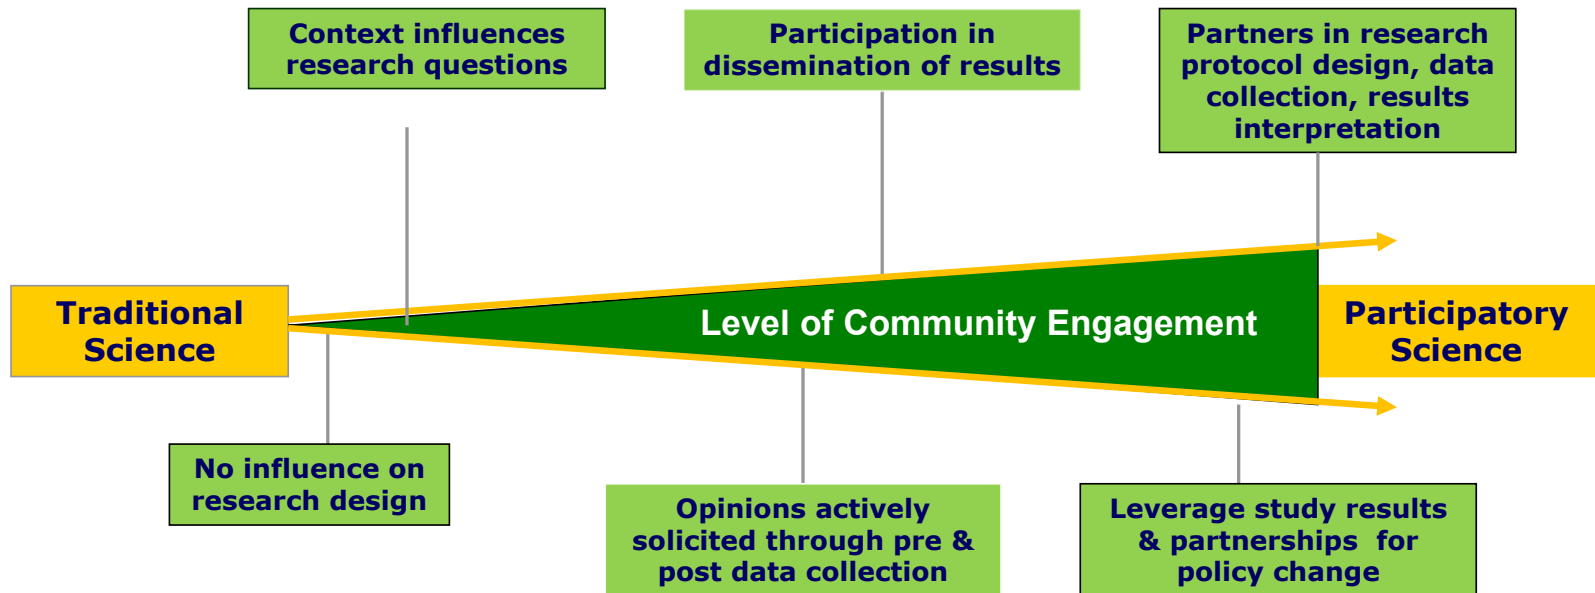 Context influences
research questions
Participation in
dissemination of results
Partners in research
protocol design, data
collection, results
interpretation
Traditional
Science
Level of Community Engagement
Participatory
Science
No influence on
research design
Opinions actively
solicited through pre &
post data collection
Leverage study results
& partnerships  for
policy change